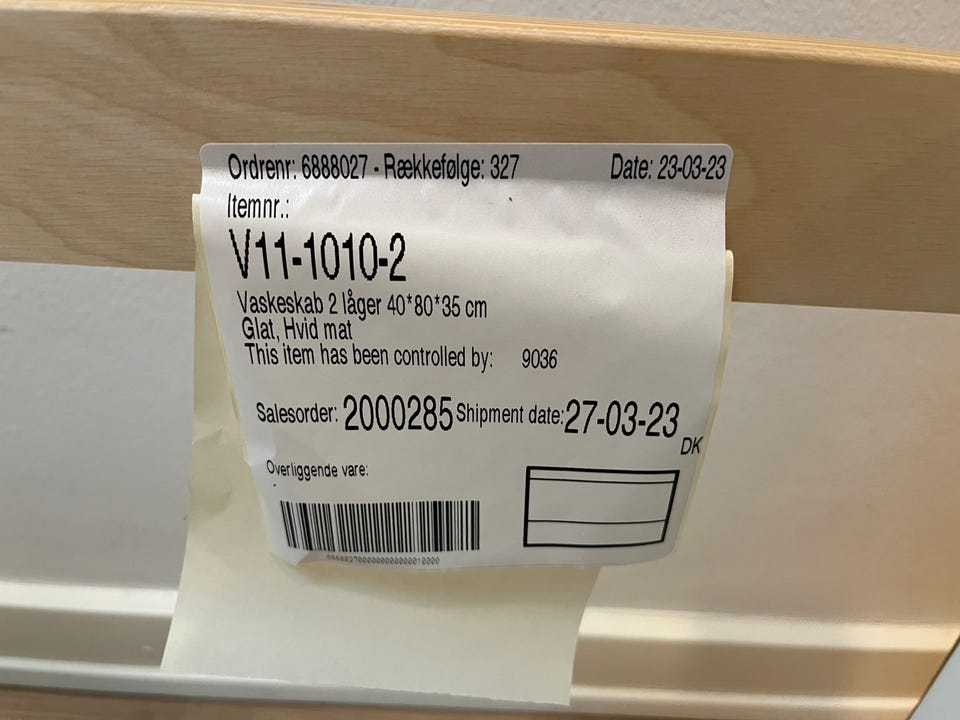 Ordrenr: 6888027 - Rækkefølge: 327 Date: 23-03-23
Itemnr.:
V11-1010-2
Vaskeskab 2 låger 40*80*35 cm
Glat, Hvid mat
This item has been controlled by: 9036
Salesorder: 2000285 Shipment date: 27-03-23
DK
Overliggende vare:
-